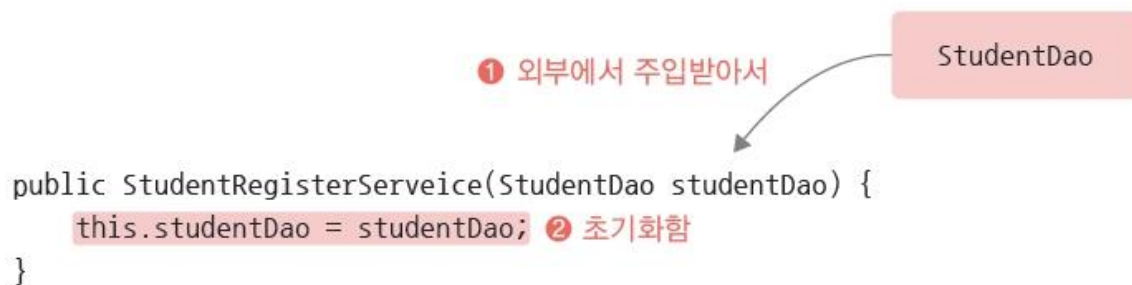 StudentDao
❶ 외부에서 주입받아서
public StudentRegisterServeice(StudentDao studentDao) {
this.studentDao = studentDao; ❷ 초기화함
}